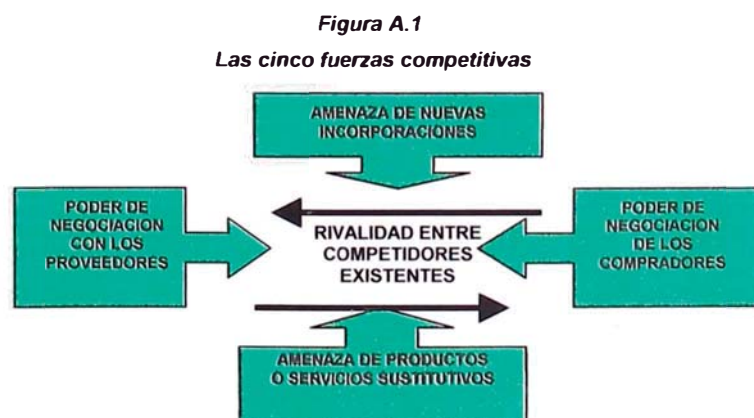 Figura A.1
Las cinco fuerzas competitivas
AMENAZA DE NUEVAS
INCORPORACIONES
PODER DE
NEGOCIACION
CON LOS
PROVEEDORES
RIVALIDAD ENTRE
COMPETIDORES
EXISTENTES
PODER DE
NEGOCIACION
DE LOS
COMPRADORES
AMENAZA DE PRODUCTOS
O SERVICIOS SUSTITUTIVOS